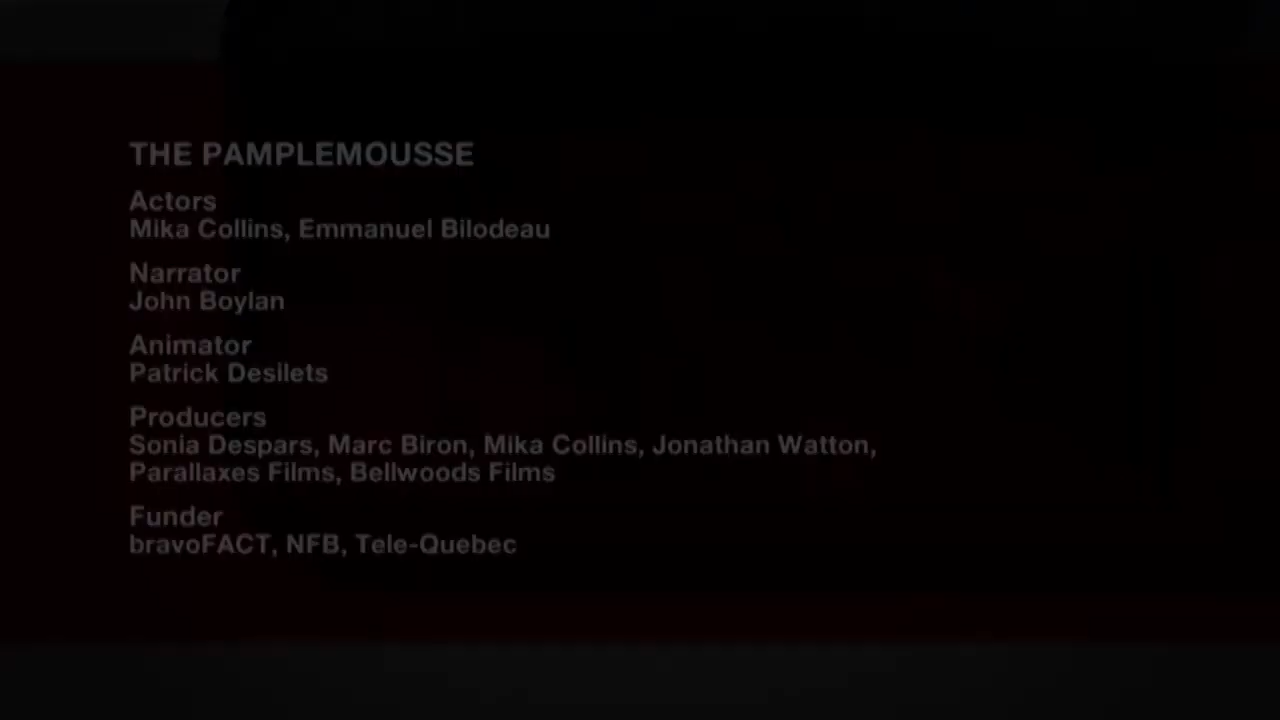 THE PAMPLEMOUSSE
Actors
Mika Collins, Emmanuel Bilodeau
Narrator
John Boylan
Animator
Patrick Desilets
Producers
Sonia Despars, Marc Biron, Mika Collins, Jonathan Watton,
Parallaxes Films, Bellwoods Films
Funder
bravoFACT, NFB, Tele-Quebec